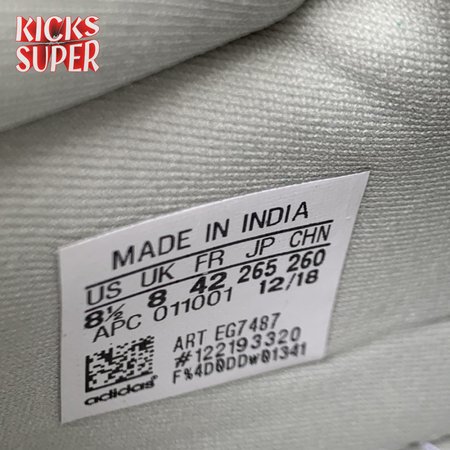 KICKS
SUPER
MADE IN INDIA
US UK FR JP CHN
8½ 8 42 265 260
APC 011001 12/18
ART EG7487
#122193320
F%4D0DDW01341
adidas